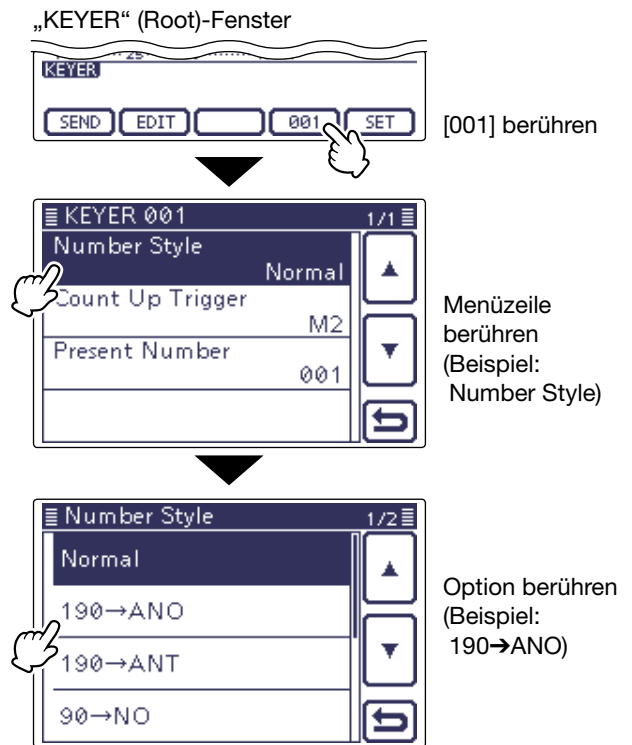 „KEYER“ (Root)-Fenster
KEYER
SEND EDIT 001 SET
[001] berühren
KEYER 001 1/1
Number Style
Normal
Count Up Trigger
M2
Present Number
001
Menüzeile
berühren
(Beispiel:
Number Style)
Number Style 1/2
Normal
190→ANO
190→ANT
90→NO
Option berühren
(Beispiel:
190➔ANO)